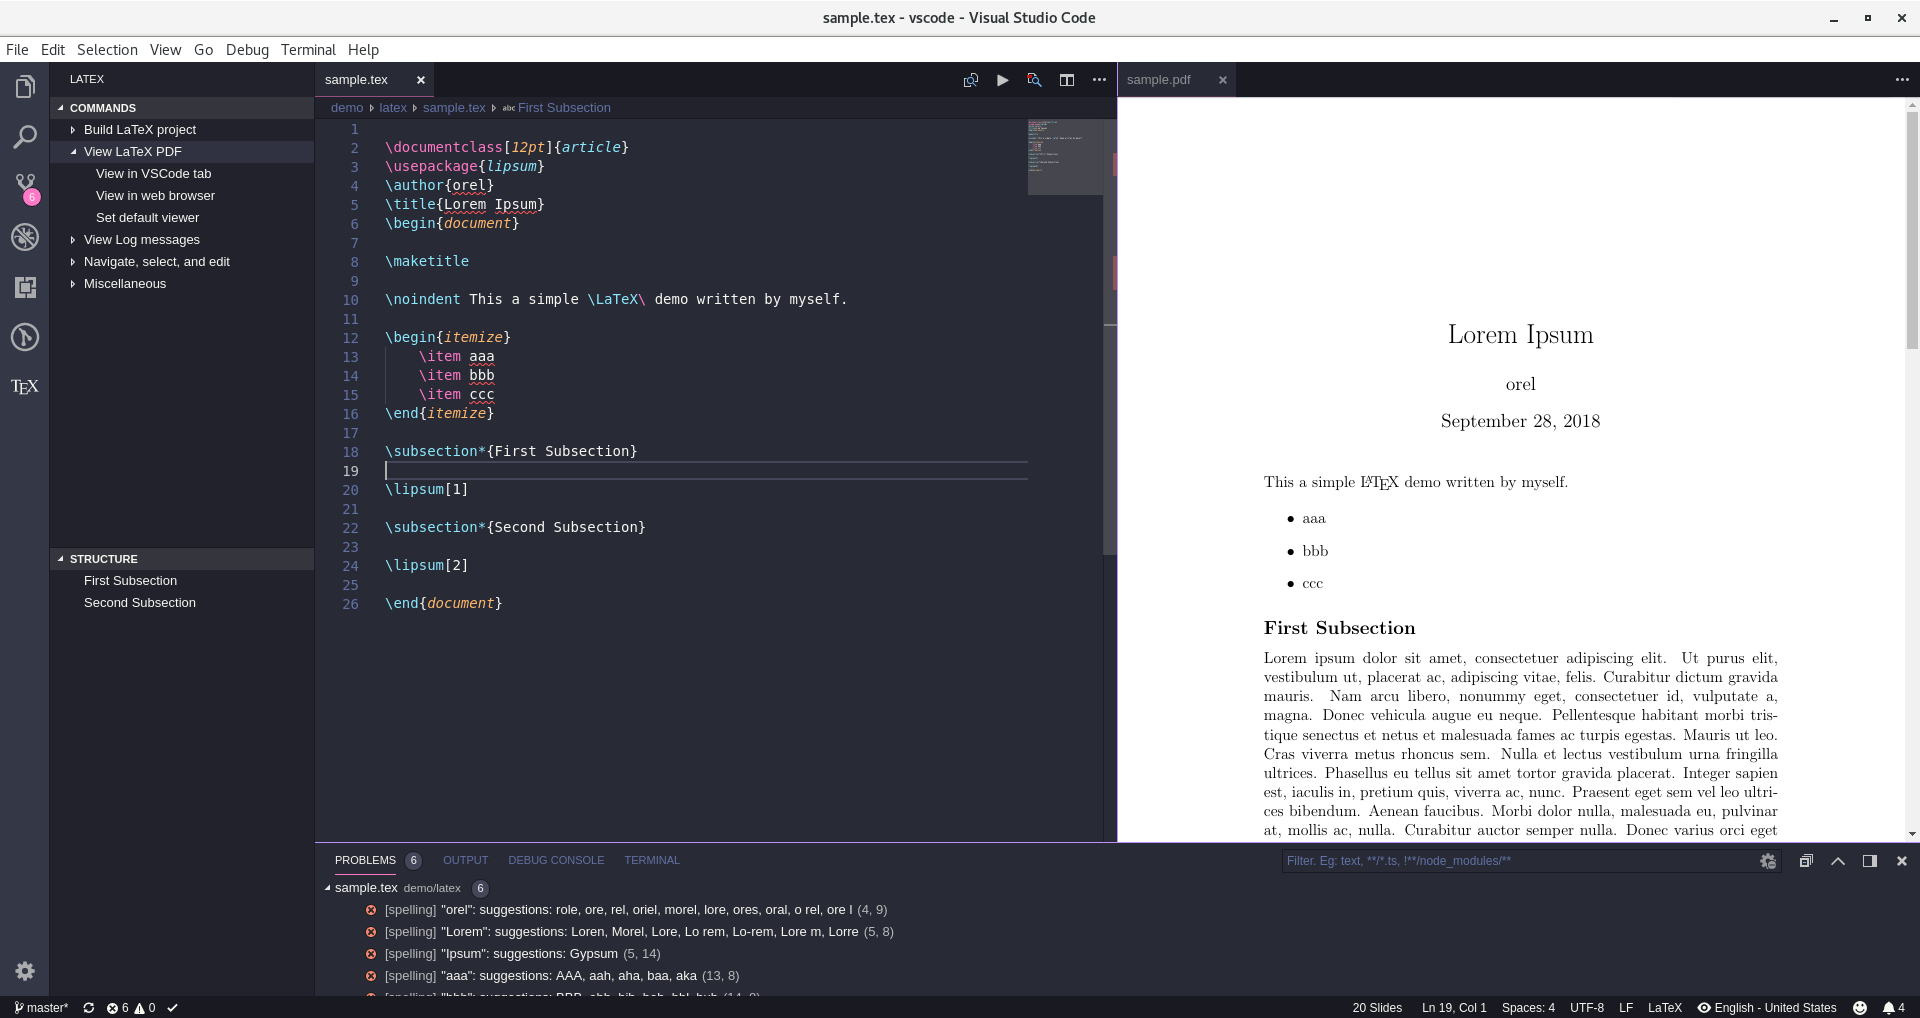 sample.tex - vscode - Visual Studio Code
File Edit Selection View Go Debug Terminal Help
LATEX
COMMANDS
Build LaTeX project
View LaTeX PDF
View in VSCode tab
View in web browser
Set default viewer
View Log messages
Navigate, select, and edit
Miscellaneous
6
TEX
STRUCTURE
First Subsection
Second Subsection
sample.tex
demo latex sample.tex abc First Subsection
1
2 \documentclass[12pt]{article}
3 \usepackage{lipsum}
4 \author{orel}
5 \title{Lorem Ipsum}
6 \begin{document}
7
8 \maketitle
9
10 \noindent This a simple \LaTeX\ demo written by myself.
11
12 \begin{itemize}
13 \item aaa
14 \item bbb
15 \item ccc
16 \end{itemize}
17
18 \subsection*{First Subsection}
19
20 \lipsum[1]
21
22 \subsection*{Second Subsection}
23
24 \lipsum[2]
25
26 \end{document}
sample.pdf
Lorem Ipsum
orel
September 28, 2018
This a simple LATEX demo written by myself.
• aaa
• bbb
• ccc
First Subsection
Lorem ipsum dolor sit amet, consectetuer adipiscing elit. Ut purus elit,
vestibulum ut, placerat ac, adipiscing vitae, felis. Curabitur dictum gravida
mauris. Nam arcu libero, nonummy eget, consectetuer id, vulputate a,
magna. Donec vehicula augue eu neque. Pellentesque habitant morbi tris-
tique senectus et netus et malesuada fames ac turpis egestas. Mauris ut leo.
Cras viverra metus rhoncus sem. Nulla et lectus vestibulum urna fringilla
ultrices. Phasellus eu tellus sit amet tortor gravida placerat. Integer sapien
est, iaculis in, pretium quis, viverra ac, nunc. Praesent eget sem vel leo ultri-
ces bibendum. Aenean faucibus. Morbi dolor nulla, malesuada eu, pulvinar
at, mollis ac, nulla. Curabitur auctor semper nulla. Donec varius orci eget
PROBLEMS 6 OUTPUT DEBUG CONSOLE TERMINAL
Filter. Eg: text, **/*.ts, !**/node_modules/**
sample.tex demo/latex 6
[spelling] "orel": suggestions: role, ore, rel, oriel, morel, lore, ores, oral, o rel, ore l (4, 9)
[spelling] "Lorem": suggestions: Loren, Morel, Lore, Lo rem, Lo-rem, Lore m, Lorre (5, 8)
[spelling] "Ipsum": suggestions: Gypsum (5, 14)
[spelling] "aaa": suggestions: AAA, aah, aha, baa, aka (13, 8)
master* 6 0
20 Slides Ln 19, Col 1 Spaces: 4 UTF-8 LF LaTeX English - United States 4